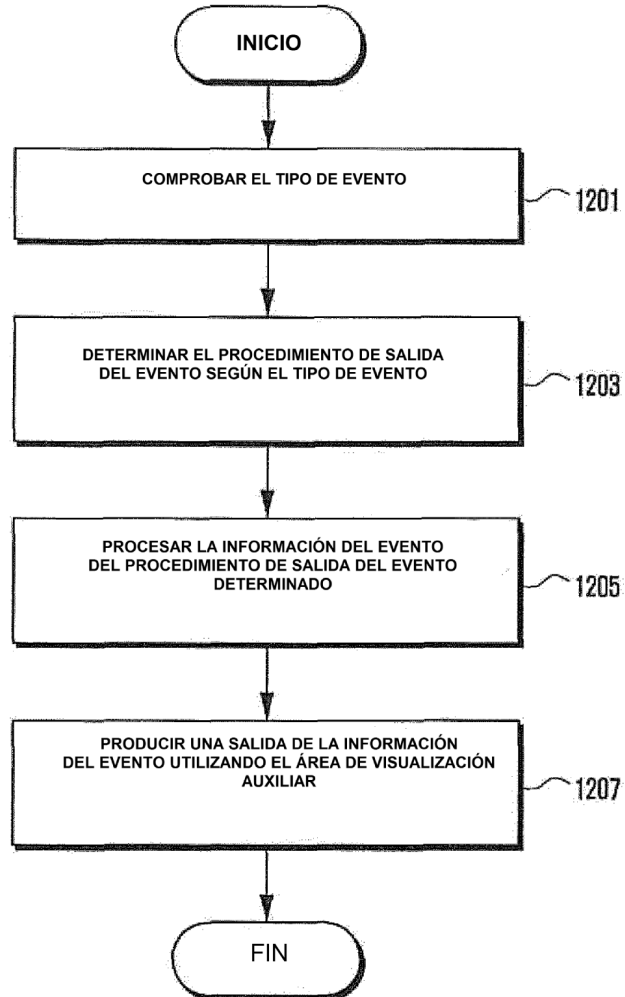 INICIO
COMPROBAR EL TIPO DE EVENTO
1201
DETERMINAR EL PROCEDIMIENTO DE SALIDA
DEL EVENTO SEGÚN EL TIPO DE EVENTO
1203
PROCESAR LA INFORMACIÓN DEL EVENTO
DEL PROCEDIMIENTO DE SALIDA DEL EVENTO
DETERMINADO
1205
PRODUCIR UNA SALIDA DE LA INFORMACIÓN
DEL EVENTO UTILIZANDO EL ÁREA DE VISUALIZACIÓN
AUXILIAR
1207
FIN